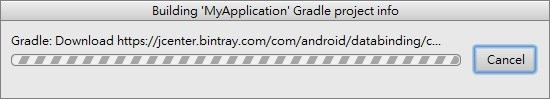 Building 'MyApplication' Gradle project info
Gradle: Download https://jcenter.bintray.com/com/android/databinding/c...
Cancel